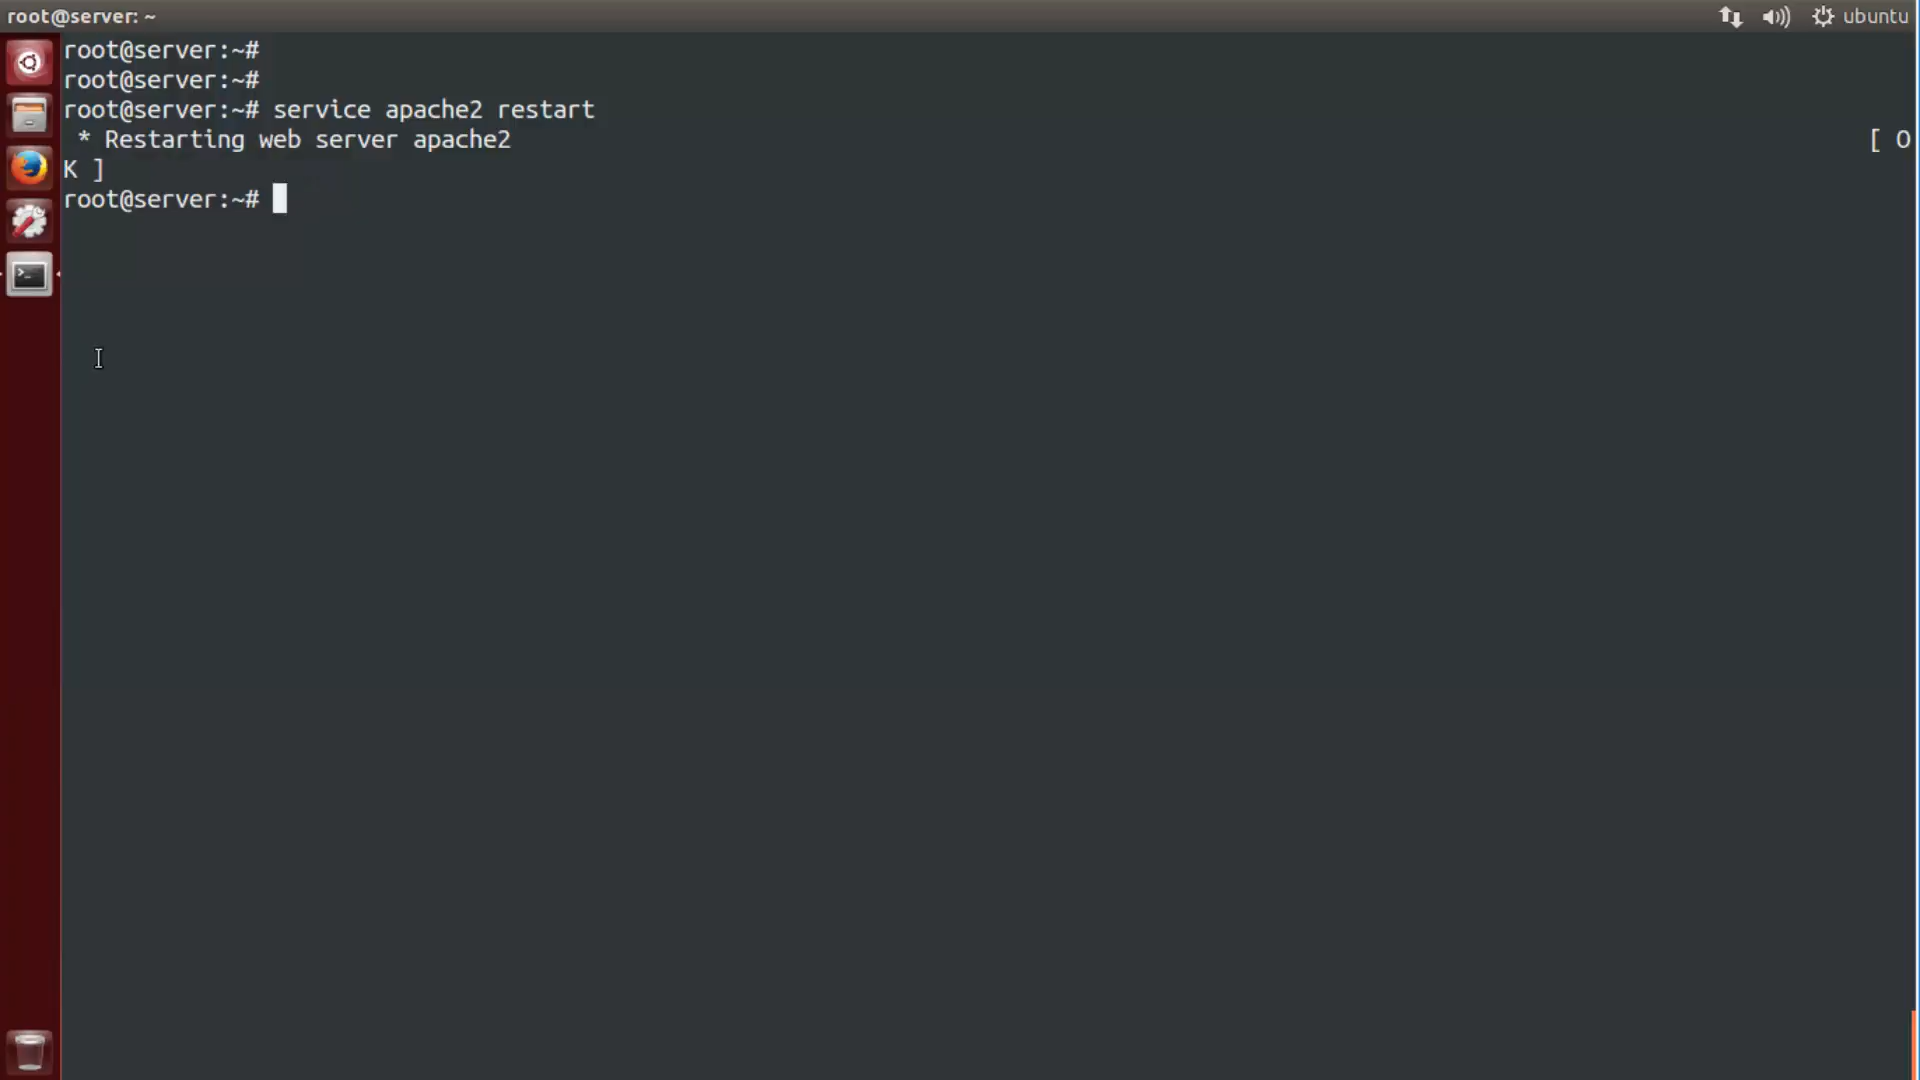 root@server: ~
ubuntu
root@server:~#
root@server:~#
root@server:~# service apache2 restart
 * Restarting web server apache2 [ O
K ]
root@server:~#